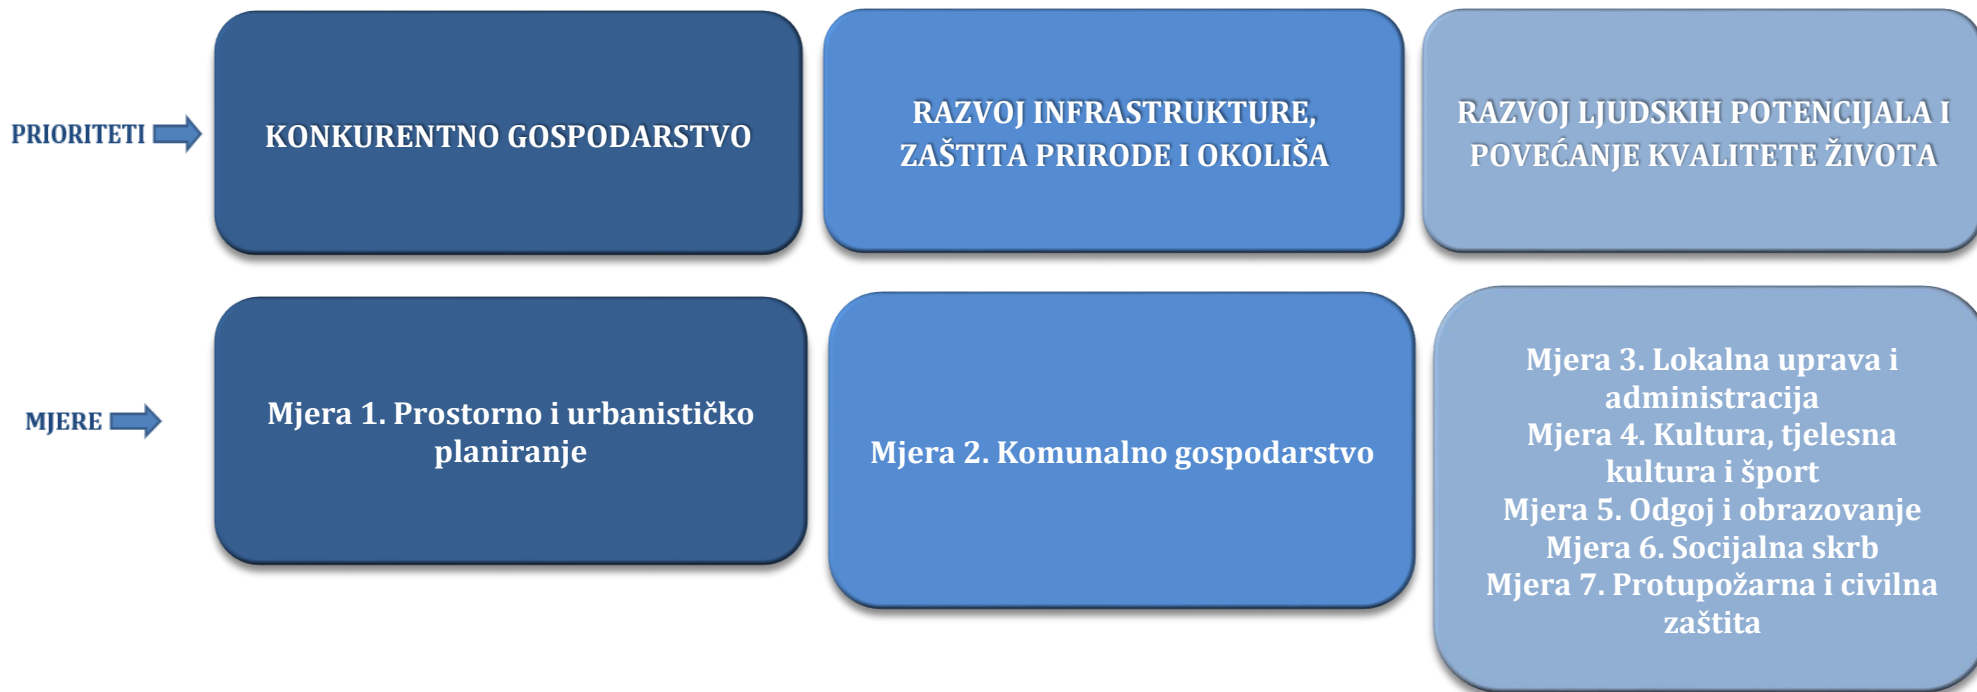 PRIORITETI
KONKURENTNO GOSPODARSTVO
RAZVOJ INFRASTRUKTURE,
ZAŠTITA PRIRODE I OKOLIŠA
RAZVOJ LJUDSKIH POTENCIJALA I
POVEĆANJE KVALITETE ŽIVOTA
MJERE
Mjera 1. Prostorno i urbanističko
planiranje
Mjera 2. Komunalno gospodarstvo
Mjera 3. Lokalna uprava i
administracija
Mjera 4. Kultura, tjelesna
kultura i šport
Mjera 5. Odgoj i obrazovanje
Mjera 6. Socijalna skrb
Mjera 7. Protupožarna i civilna
zaštita